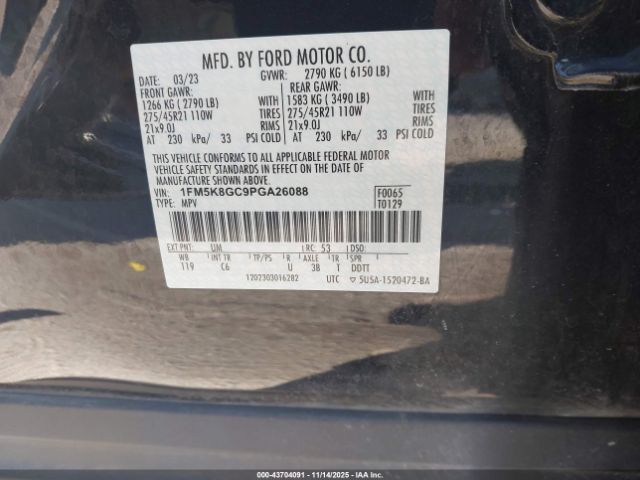 MFD. BY FORD MOTOR CO.
DATE: 03/23 GVWR: 2790 KG ( 6150 LB)
FRONT GAWR: REAR GAWR:
1266 KG ( 2790 LB) WITH 1583 KG ( 3490 LB) WITH
275/45R21 110W TIRES 275/45R21 110W TIRES
21x9.0J RIMS 21x9.0J RIMS
AT 230 kPa/ 33 PSI COLD AT 230 kPa/ 33 PSI COLD
THIS VEHICLE CONFORMS TO ALL APPLICABLE FEDERAL MOTOR
VEHICLE SAFETY STANDARDS IN EFFECT ON THE DATE OF
MANUFACTURE SHOWN ABOVE.
VIN: 1FM5K8GC9PGA26088 F0065
TYPE: MPV T0129
EXT PNT: UM RC: 53 DSO:
WB INT TR TP/PS R AXLE TR SPR
119 C6 U 3B T DDTT
1202303016282 UTC ▽ 5U5A-1520472-BA
00-43704091 | 11/14/2025 | IAA Inc.